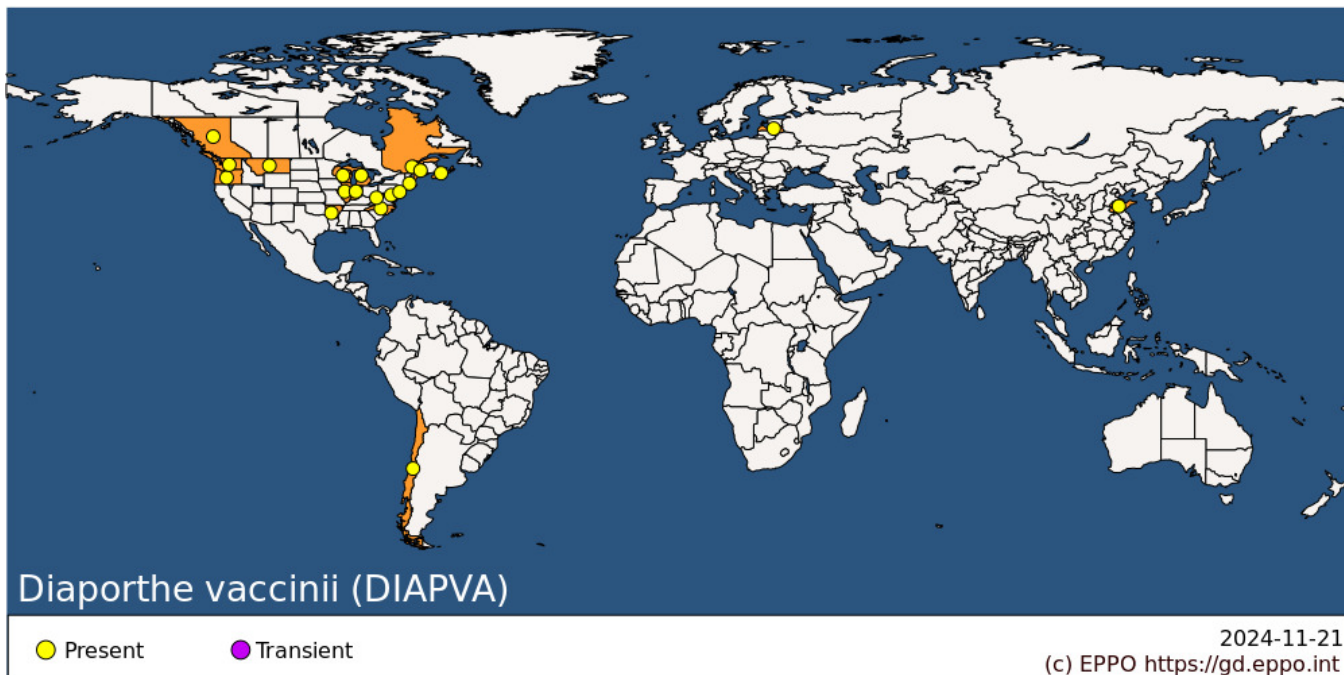 Diaporthe vaccinii (DIAPVA)
Present
Transient
2024-11-21
(c) EPPO https://gd.eppo.int